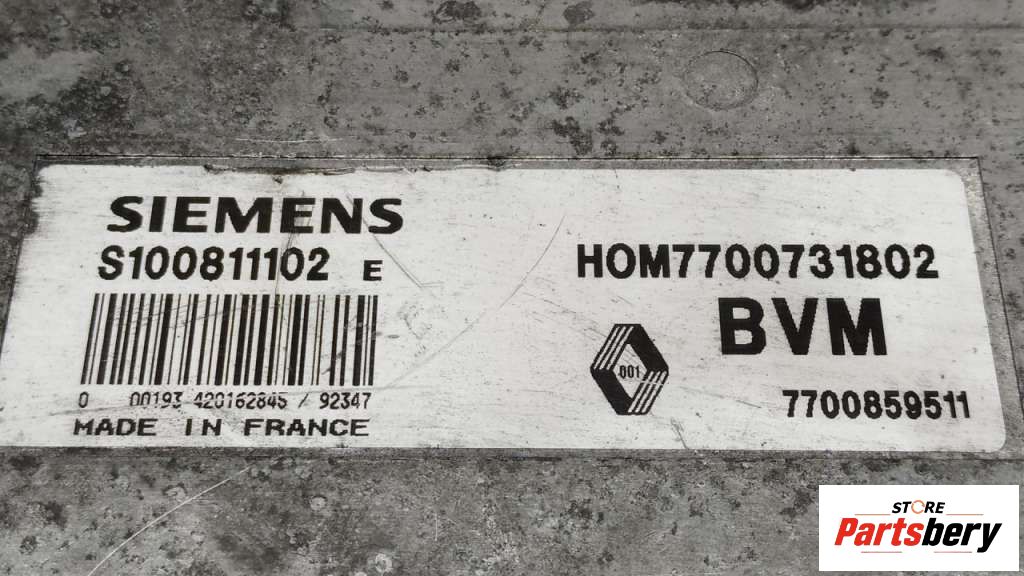 SIEMENS
S100811102 E
0 00193 420162845 / 92347
MADE IN FRANCE
HOM7700731802
BVM
001
7700859511
STORE
Partsbery